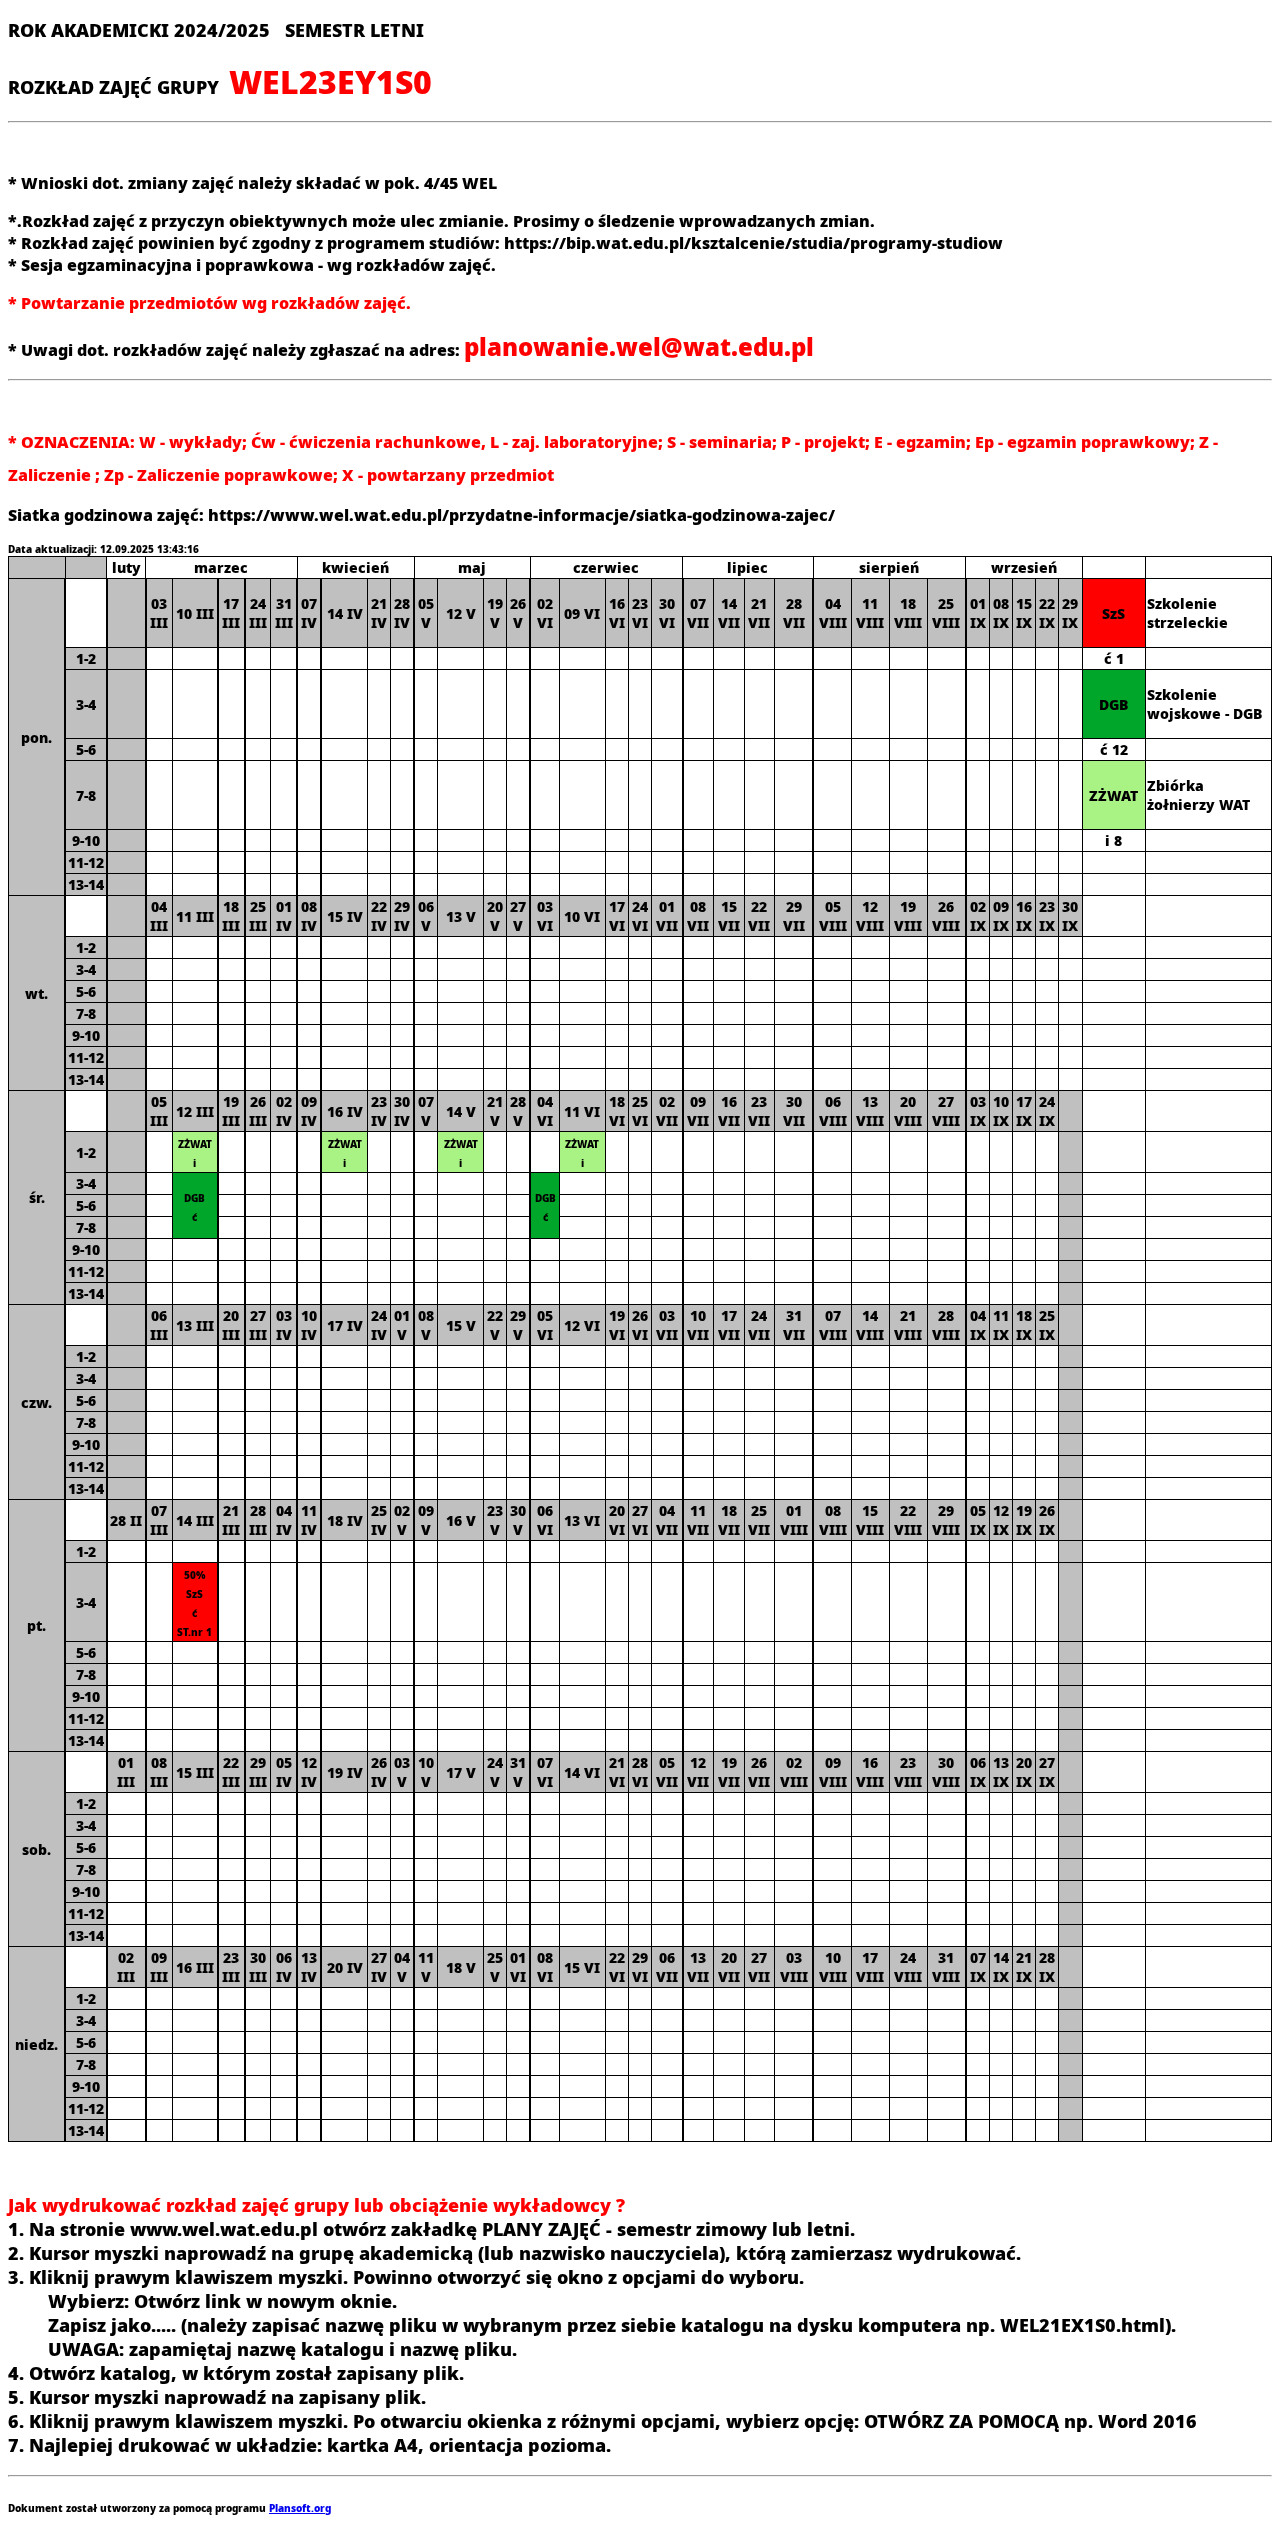 ROK AKADEMICKI 2024/2025 SEMESTR LETNI
ROZKŁAD ZAJĘĆ GRUPY WEL23EY1S0
* Wnioski dot. zmiany zajęć należy składać w pok. 4/45 WEL
*.Rozkład zajęć z przyczyn obiektywnych może ulec zmianie. Prosimy o śledzenie wprowadzanych zmian.
* Rozkład zajęć powinien być zgodny z programem studiów: https://bip.wat.edu.pl/ksztalcenie/studia/programy-studiow
* Sesja egzaminacyjna i poprawkowa - wg rozkładów zajęć.
* Powtarzanie przedmiotów wg rozkładów zajęć.
* Uwagi dot. rozkładów zajęć należy zgłaszać na adres: planowanie.wel@wat.edu.pl
* OZNACZENIA: W - wykłady; Ćw - ćwiczenia rachunkowe, L - zaj. laboratoryjne; S - seminaria; P - projekt; E - egzamin; Ep - egzamin poprawkowy; Z -
Zaliczenie ; Zp - Zaliczenie poprawkowe; X - powtarzany przedmiot
Siatka godzinowa zajęć: https://www.wel.wat.edu.pl/przydatne-informacje/siatka-godzinowa-zajec/
Data aktualizacji: 12.09.2025 13:43:16
luty marzec kwiecień maj czerwiec lipiec sierpień wrzesień
pon. 03 III 10 III 17 III 24 III 31 III 07 IV 14 IV 21 IV 28 IV 05 V 12 V 19 V 26 V 02 VI 09 VI 16 VI 23 VI 30 VI 07 VII 14 VII 21 VII 28 VII 04 VIII 11 VIII 18 VIII 25 VIII 01 IX 08 IX 15 IX 22 IX 29 IX SzS Szkolenie strzeleckie
1-2 ć 1
3-4 DGB Szkolenie wojskowe - DGB
5-6 ć 12
7-8 ZŻWAT Zbiórka żołnierzy WAT
9-10 i 8
11-12
13-14
wt. 04 III 11 III 18 III 25 III 01 IV 08 IV 15 IV 22 IV 29 IV 06 V 13 V 20 V 27 V 03 VI 10 VI 17 VI 24 VI 01 VII 08 VII 15 VII 22 VII 29 VII 05 VIII 12 VIII 19 VIII 26 VIII 02 IX 09 IX 16 IX 23 IX 30 IX
1-2
3-4
5-6
7-8
9-10
11-12
13-14
śr. 05 III 12 III 19 III 26 III 02 IV 09 IV 16 IV 23 IV 30 IV 07 V 14 V 21 V 28 V 04 VI 11 VI 18 VI 25 VI 02 VII 09 VII 16 VII 23 VII 30 VII 06 VIII 13 VIII 20 VIII 27 VIII 03 IX 10 IX 17 IX 24 IX
1-2 ZŻWAT i ZŻWAT i ZŻWAT i ZŻWAT i
3-4 DGB ć DGB ć
5-6
7-8
9-10
11-12
13-14
czw. 06 III 13 III 20 III 27 III 03 IV 10 IV 17 IV 24 IV 01 V 08 V 15 V 22 V 29 V 05 VI 12 VI 19 VI 26 VI 03 VII 10 VII 17 VII 24 VII 31 VII 07 VIII 14 VIII 21 VIII 28 VIII 04 IX 11 IX 18 IX 25 IX
1-2
3-4
5-6
7-8
9-10
11-12
13-14
pt. 28 II 07 III 14 III 21 III 28 III 04 IV 11 IV 18 IV 25 IV 02 V 09 V 16 V 23 V 30 V 06 VI 13 VI 20 VI 27 VI 04 VII 11 VII 18 VII 25 VII 01 VIII 08 VIII 15 VIII 22 VIII 29 VIII 05 IX 12 IX 19 IX 26 IX
1-2
3-4 50% SzS ć ST.nr 1
5-6
7-8
9-10
11-12
13-14
sob. 01 III 08 III 15 III 22 III 29 III 05 IV 12 IV 19 IV 26 IV 03 V 10 V 17 V 24 V 31 V 07 VI 14 VI 21 VI 28 VI 05 VII 12 VII 19 VII 26 VII 02 VIII 09 VIII 16 VIII 23 VIII 30 VIII 06 IX 13 IX 20 IX 27 IX
1-2
3-4
5-6
7-8
9-10
11-12
13-14
niedz. 02 III 09 III 16 III 23 III 30 III 06 IV 13 IV 20 IV 27 IV 04 V 11 V 18 V 25 V 01 VI 08 VI 15 VI 22 VI 29 VI 06 VII 13 VII 20 VII 27 VII 03 VIII 10 VIII 17 VIII 24 VIII 31 VIII 07 IX 14 IX 21 IX 28 IX
1-2
3-4
5-6
7-8
9-10
11-12
13-14
Jak wydrukować rozkład zajęć grupy lub obciążenie wykładowcy ?
1. Na stronie www.wel.wat.edu.pl otwórz zakładkę PLANY ZAJĘĆ - semestr zimowy lub letni.
2. Kursor myszki naprowadź na grupę akademicką (lub nazwisko nauczyciela), którą zamierzasz wydrukować.
3. Kliknij prawym klawiszem myszki. Powinno otworzyć się okno z opcjami do wyboru.
Wybierz: Otwórz link w nowym oknie.
Zapisz jako..... (należy zapisać nazwę pliku w wybranym przez siebie katalogu na dysku komputera np. WEL21EX1S0.html).
UWAGA: zapamiętaj nazwę katalogu i nazwę pliku.
4. Otwórz katalog, w którym został zapisany plik.
5. Kursor myszki naprowadź na zapisany plik.
6. Kliknij prawym klawiszem myszki. Po otwarciu okienka z różnymi opcjami, wybierz opcję: OTWÓRZ ZA POMOCĄ np. Word 2016
7. Najlepiej drukować w układzie: kartka A4, orientacja pozioma.
Dokument został utworzony za pomocą programu Plansoft.org